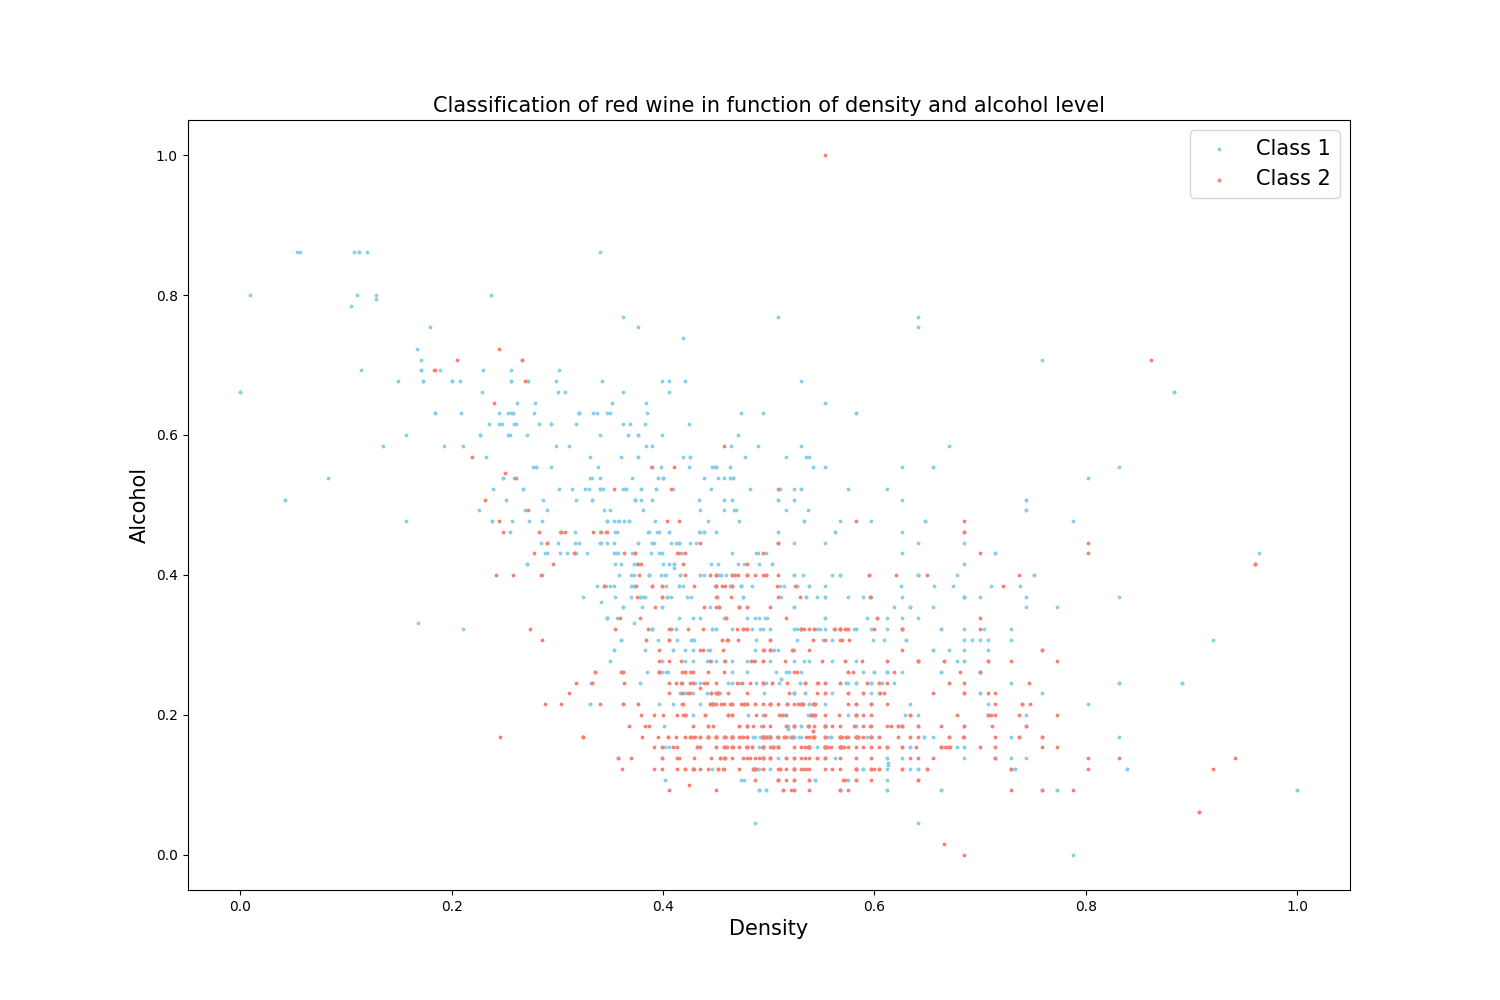 Classification of red wine in function of density and alcohol level
Class 1
Class 2
1.0
0.8
0.6
0.4
0.2
0.0
Alcohol
0.0 0.2 0.4 0.6 0.8 1.0
Density